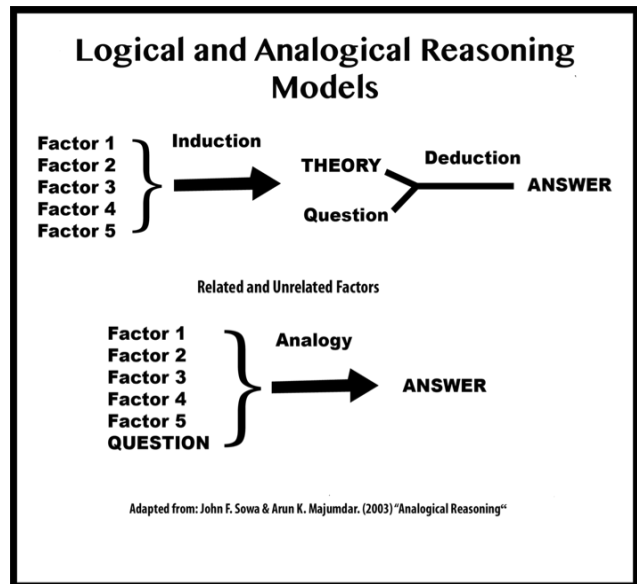 Logical and Analogical Reasoning
Models
Factor 1
Factor 2
Factor 3
Factor 4
Factor 5
Induction
THEORY
Question
Deduction
ANSWER
Related and Unrelated Factors
Factor 1
Factor 2
Factor 3
Factor 4
Factor 5
QUESTION
Analogy
ANSWER
Adapted from: John F. Sowa & Arun K. Majumdar. (2003) “Analogical Reasoning“